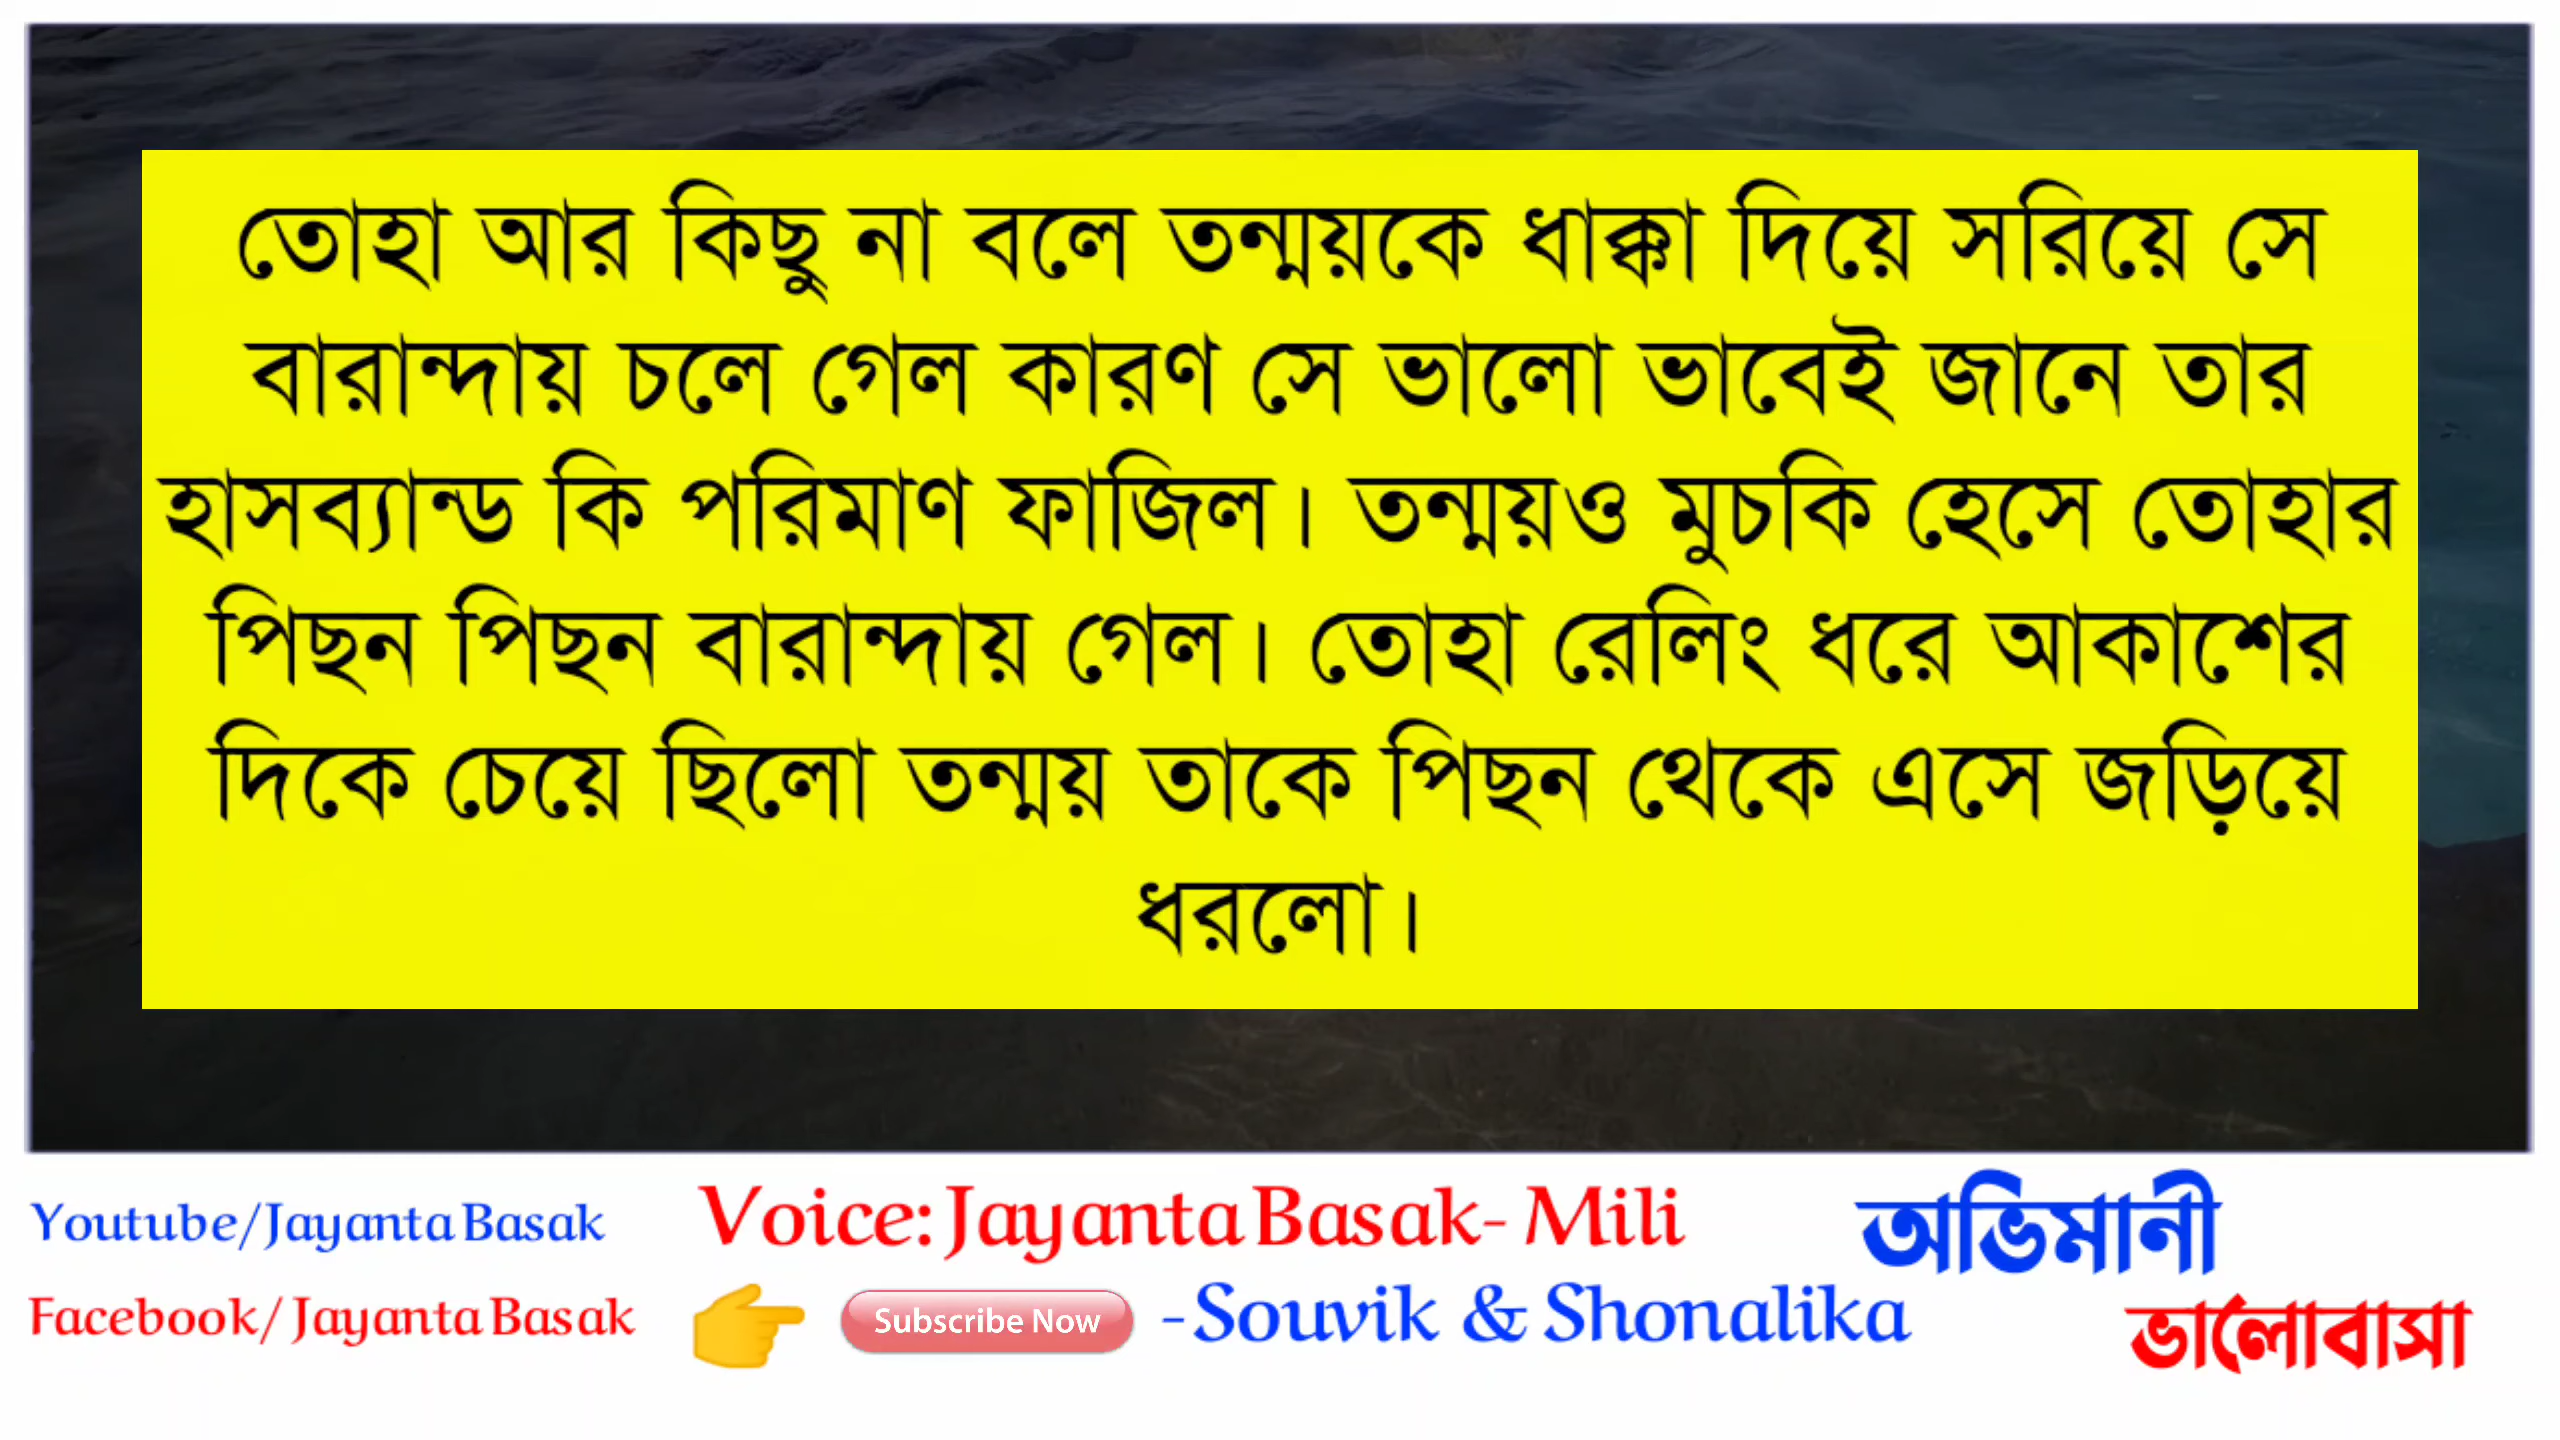 তোহা আর কিছু না বলে তন্ময়কে ধাক্কা দিয়ে সরিয়ে সে
বারান্দায় চলে গেল কারণ সে ভালো ভাবেই জানে তার
হাসব্যান্ড কি পরিমাণ ফাজিল। তন্ময়ও মুচকি হেসে তোহার
পিছন পিছন বারান্দায় গেল। তোহা রেলিং ধরে আকাশের
দিকে চেয়ে ছিলো তন্ময় তাকে পিছন থেকে এসে জড়িয়ে
ধরলো।
Youtube/Jayanta Basak
Voice: Jayanta Basak- Mili
অভিমানী
Facebook/ Jayanta Basak
Subscribe Now
-Souvik & Shonalika
ভালোবাসা